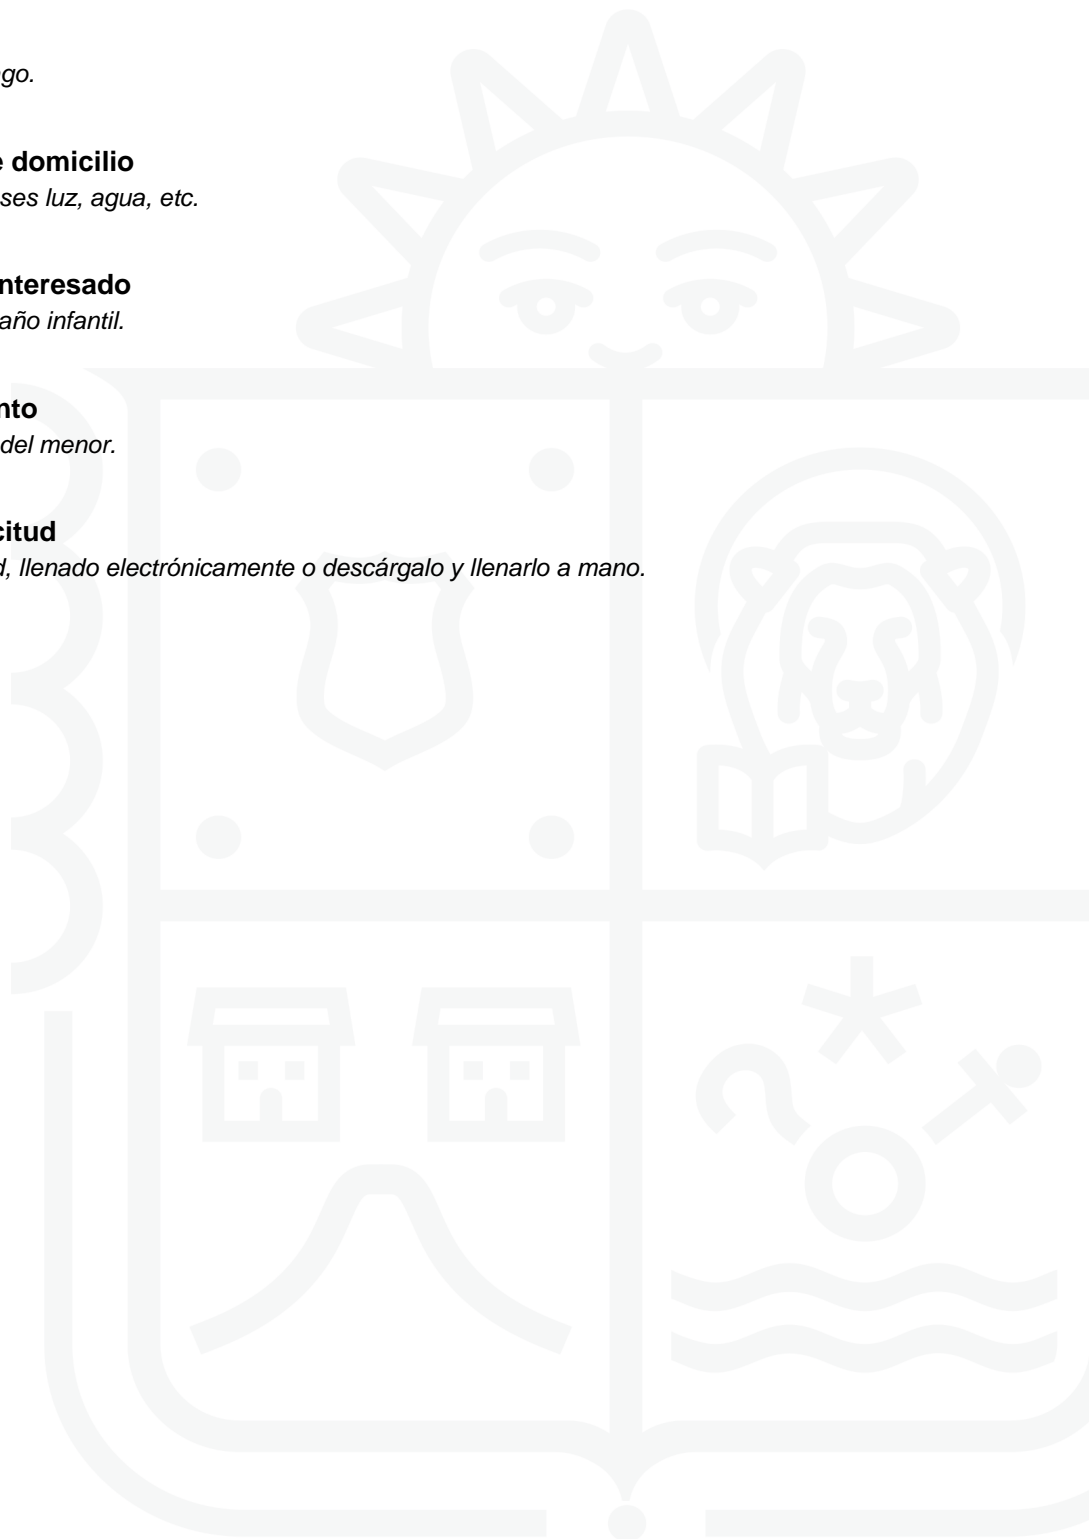 go.
e domicilio
ses luz, agua, etc.
nteresado
año infantil.
nto
del menor.
citud
d, llenado electrónicamente o descárgalo y llenarlo a mano.